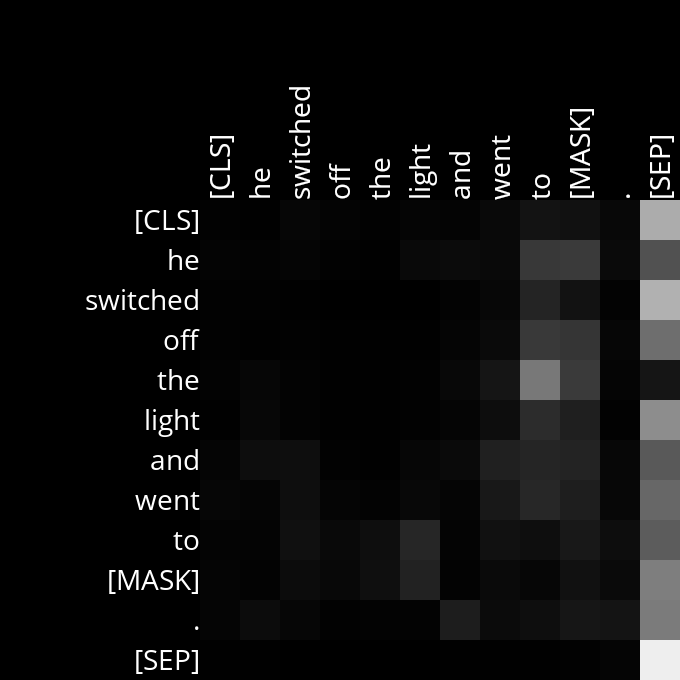 [CLS] he switched off the light and went to [MASK] . [SEP]
[CLS]
he
switched
off
the
light
and
went
to
[MASK]
.
[SEP]